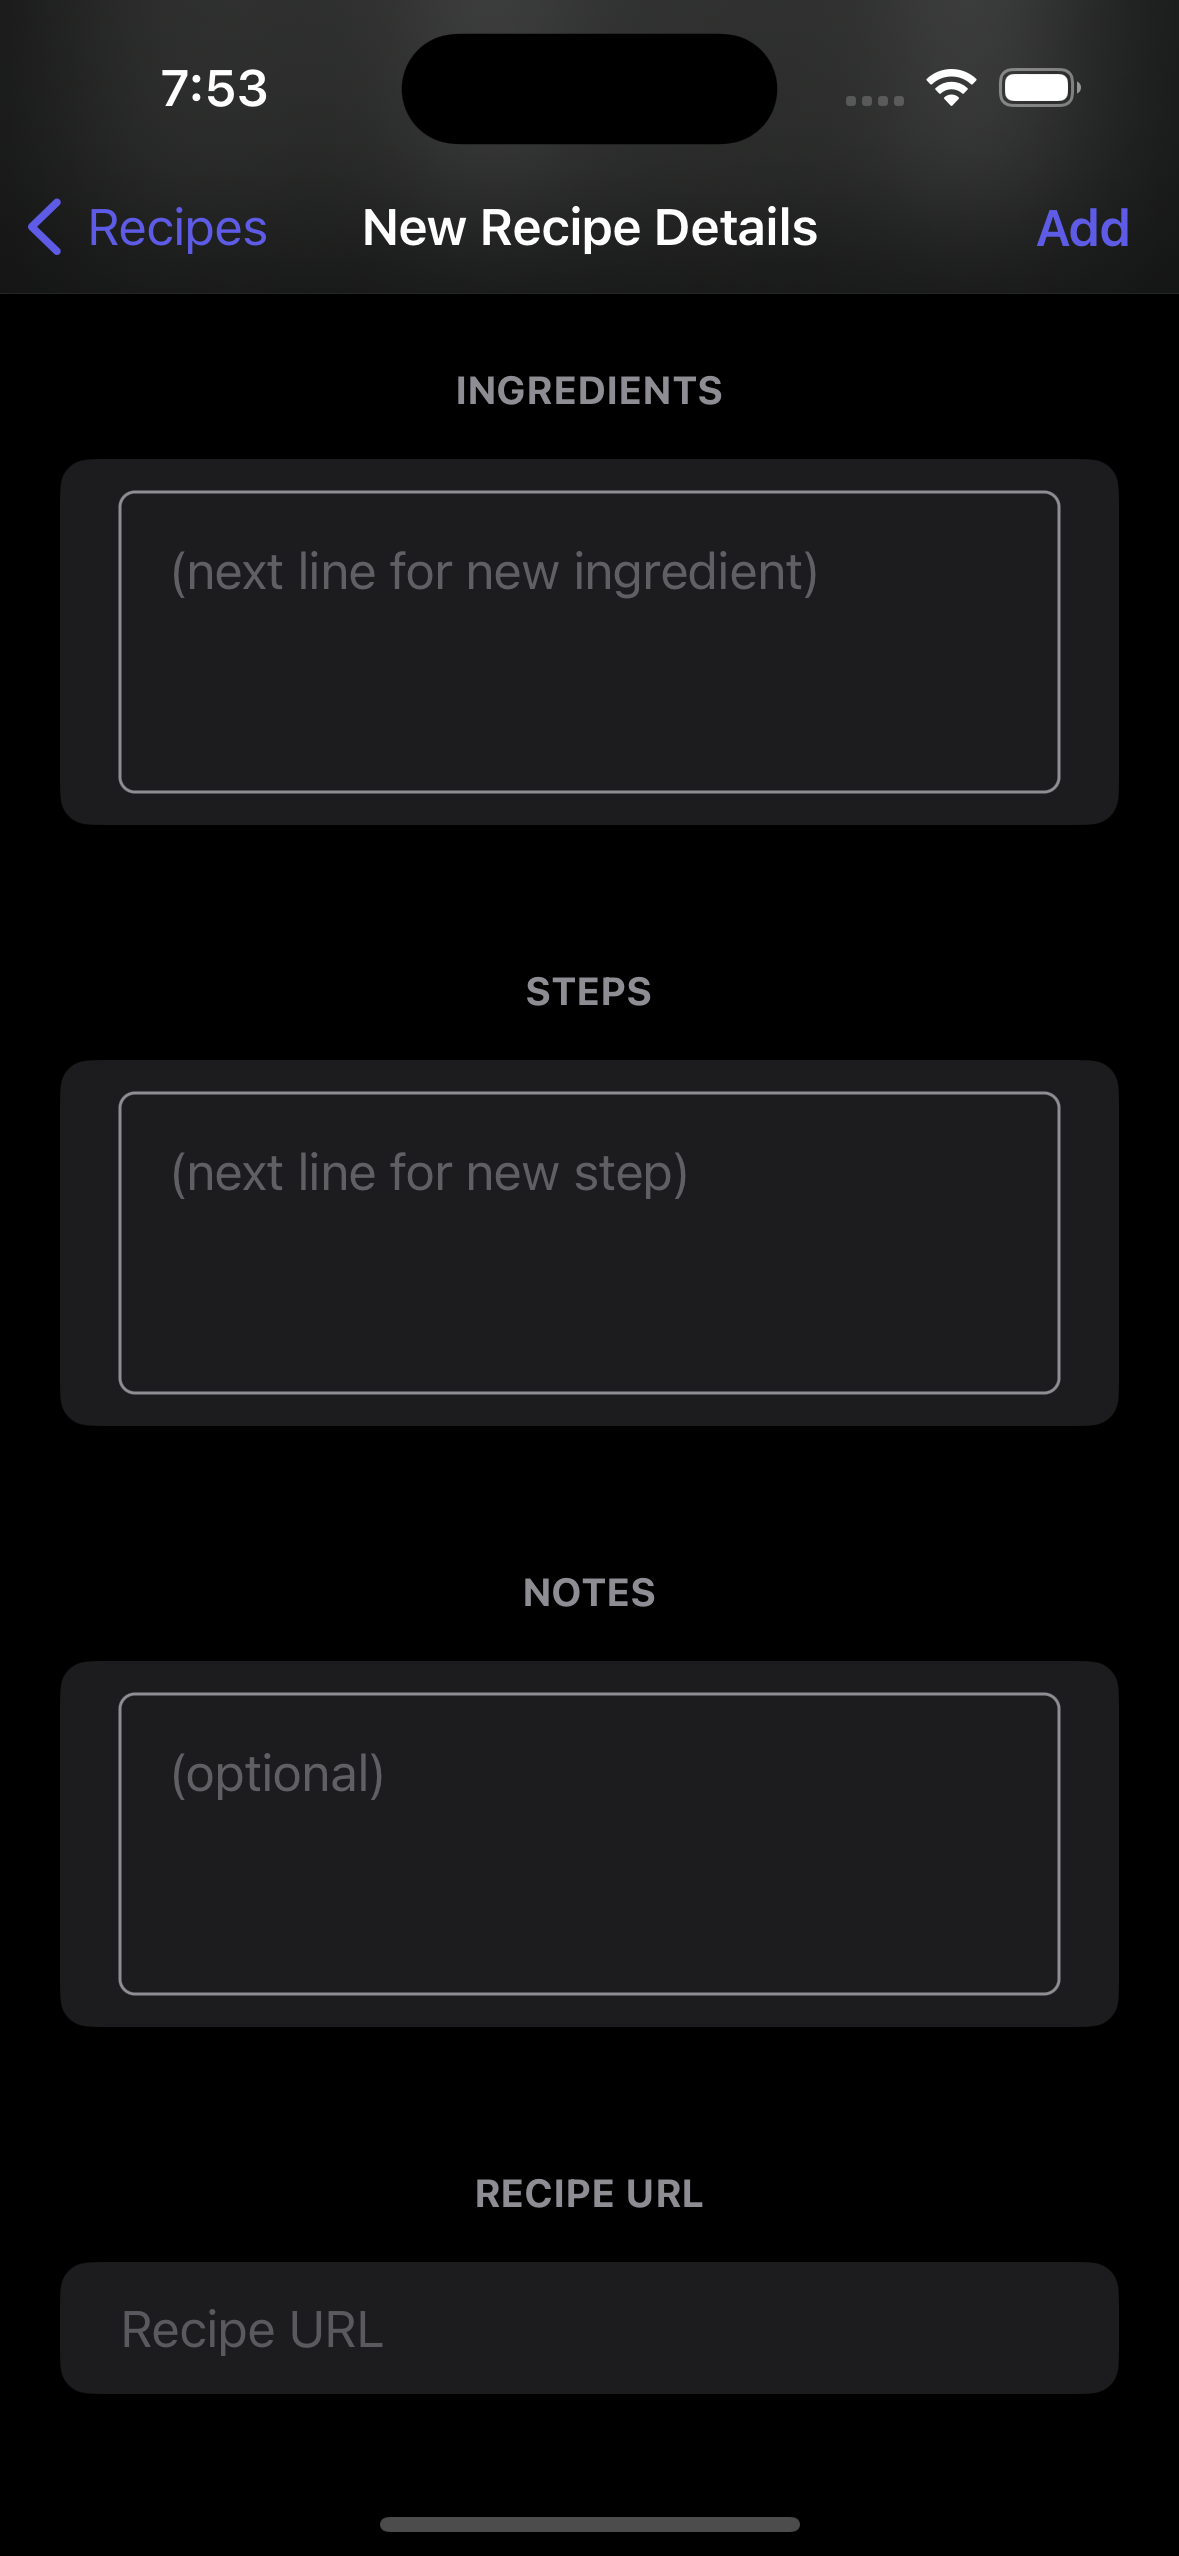 7:53
Recipes New Recipe Details Add
INGREDIENTS
(next line for new ingredient)
STEPS
(next line for new step)
NOTES
(optional)
RECIPE URL
Recipe URL